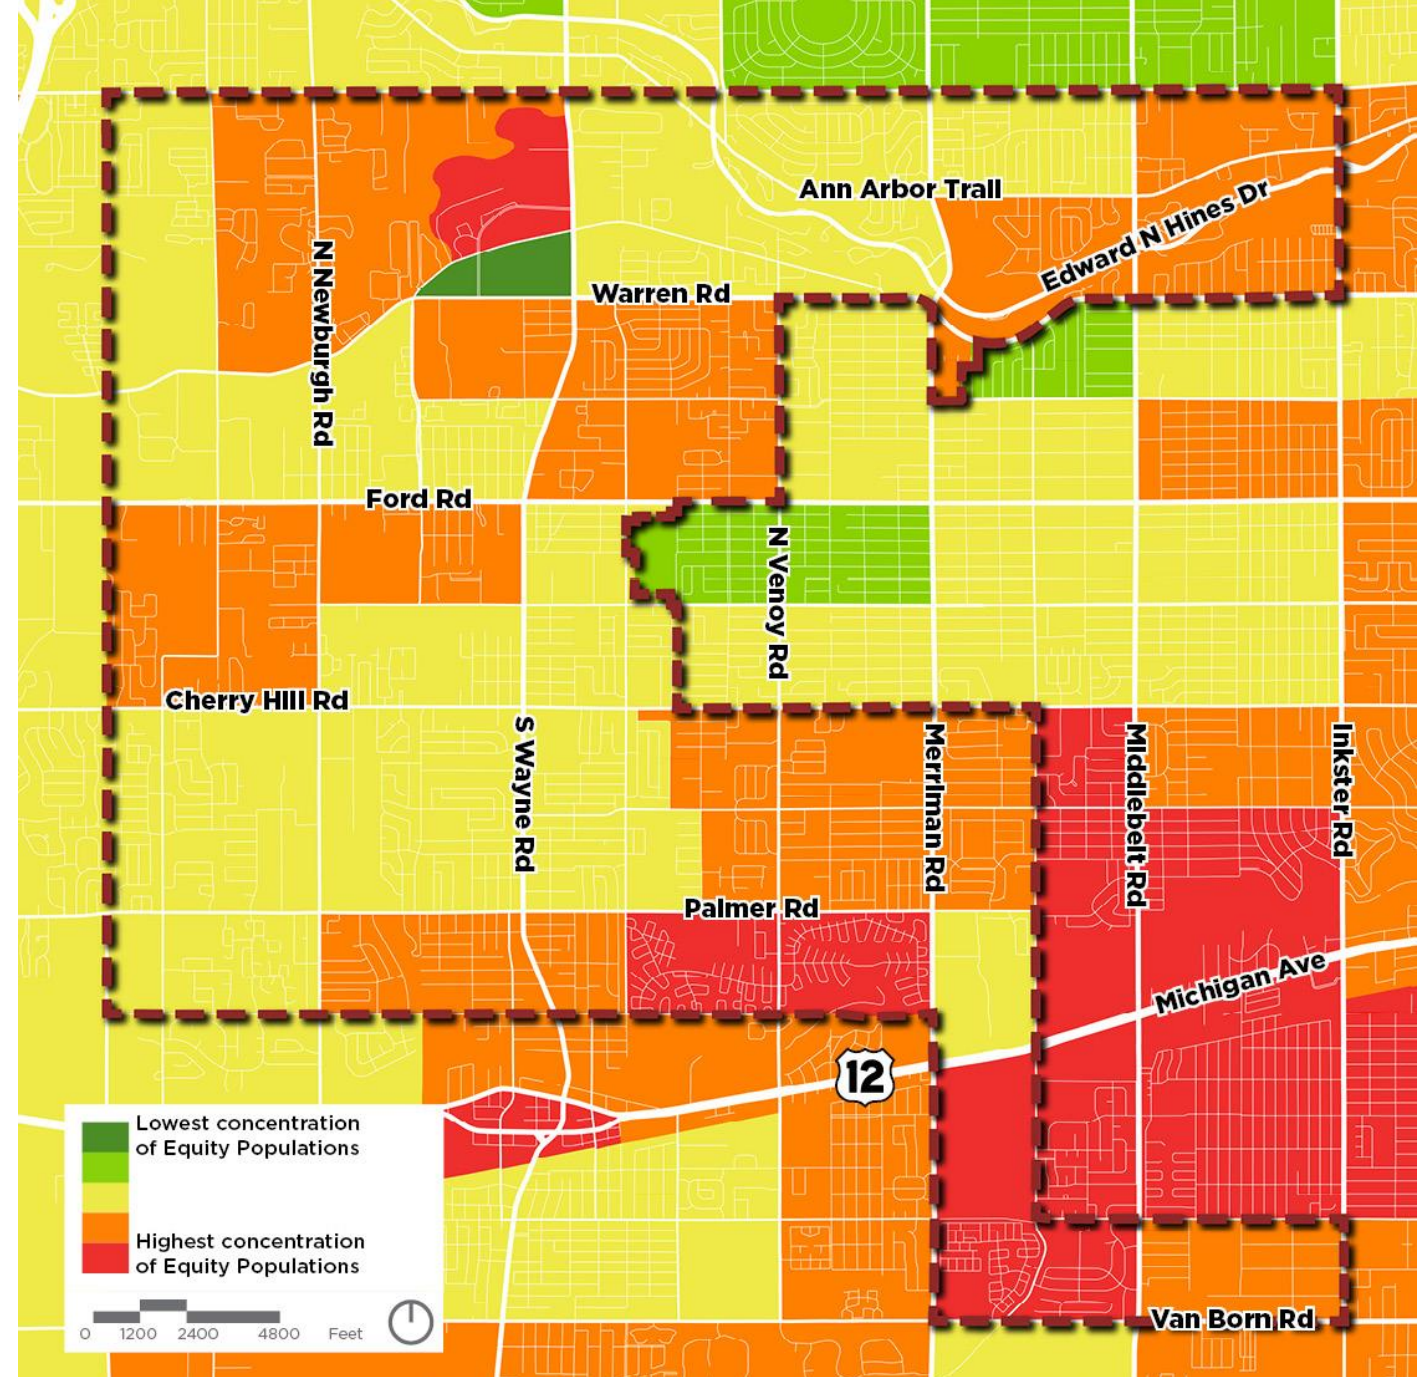 Ann Arbor Trail
Edward N Hines Dr
N Newburgh Rd
Warren Rd
Ford Rd
N Venoy Rd
Cherry Hill Rd
S Wayne Rd
Merriman Rd
Middlebelt Rd
Inkster Rd
Palmer Rd
Michigan Ave
12
Lowest concentration
of Equity Populations
Highest concentration
of Equity Populations
0 1200 2400 4800 Feet
Van Born Rd